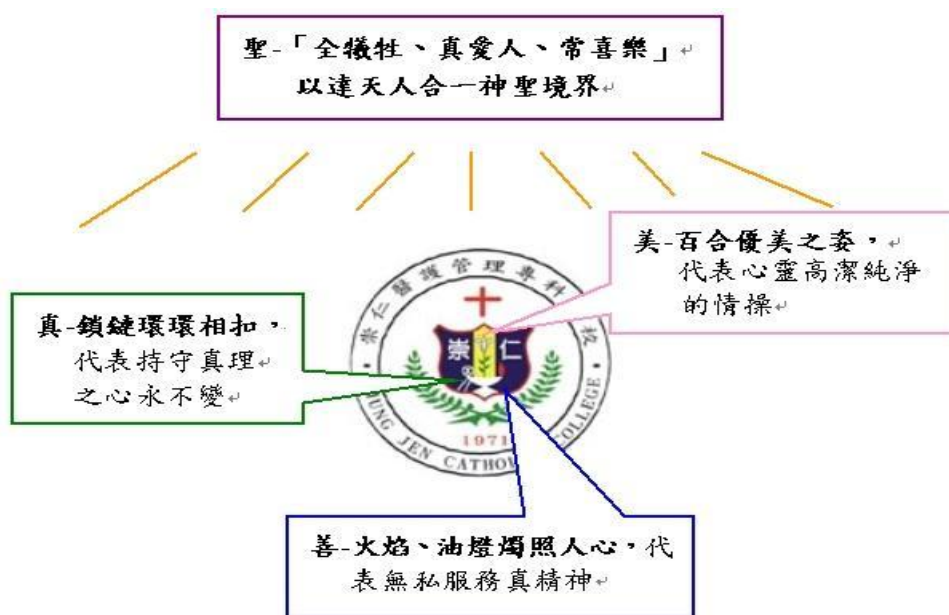 聖-「全犠牲、真愛人、常喜樂」
以達天人合一神聖境界
美-百合優美之姿，
代表心靈高潔純淨
的情操
真-鎖鏈環環相扣，
代表持守真理
之心永不變
崇仁醫護管理專科
校
崇 仁
1971
UNG JEN CATHO
COLLEGE
善-火焰、油燈燭照人心，代
表無私服務真精神